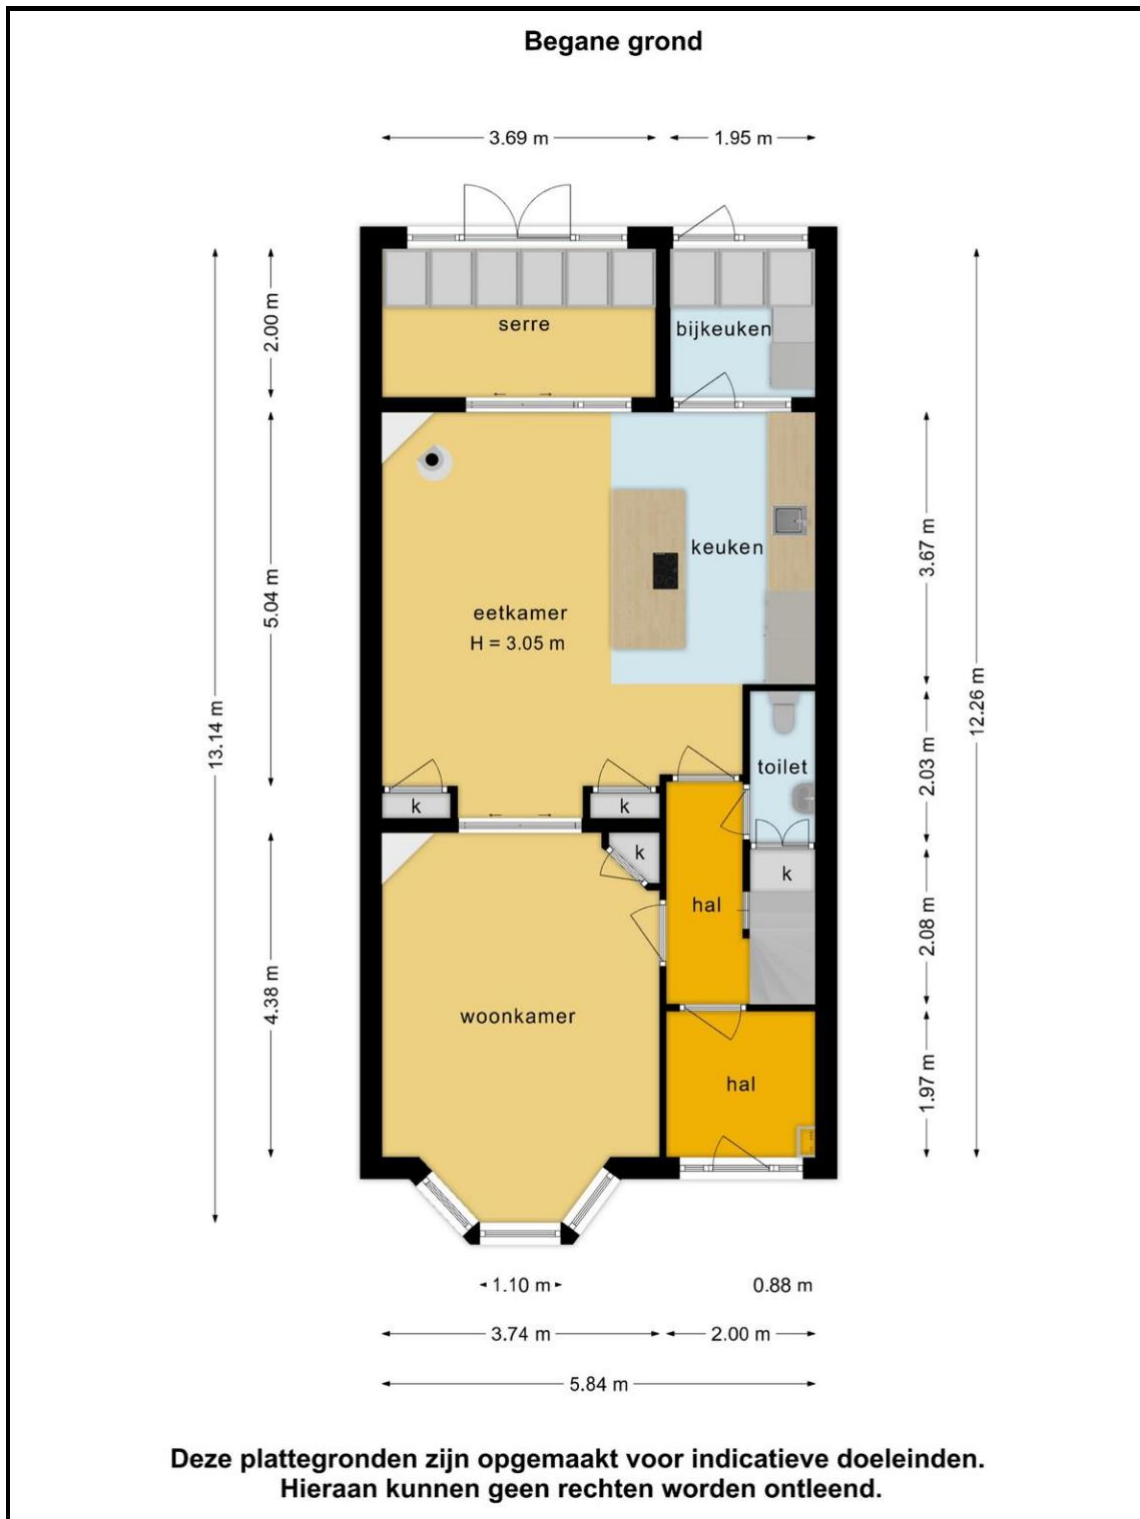 Begane grond
3.69 m
1.95 m
serre
bijkeuken
2.00 m
keuken
3.67 m
eetkamer
H = 3.05 m
5.04 m
12.26 m
13.14 m
toilet
2.03 m
k
k
k
k
hal
2.08 m
4.38 m
woonkamer
hal
1.97 m
1.10 m
0.88 m
3.74 m
2.00 m
5.84 m
Deze plattegronden zijn opgemaakt voor indicatieve doeleinden.
Hieraan kunnen geen rechten worden ontleend.